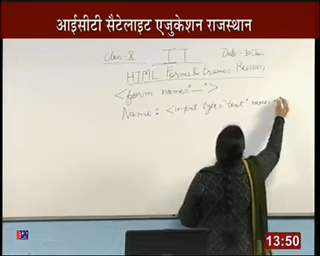 आईसीटी सैटेलाइट एजुकेशन राजस्थान
Class-X IT Date-
HTML Forms & Frames Revision
<form name="—">
Name: <input type="text" name=
13:50